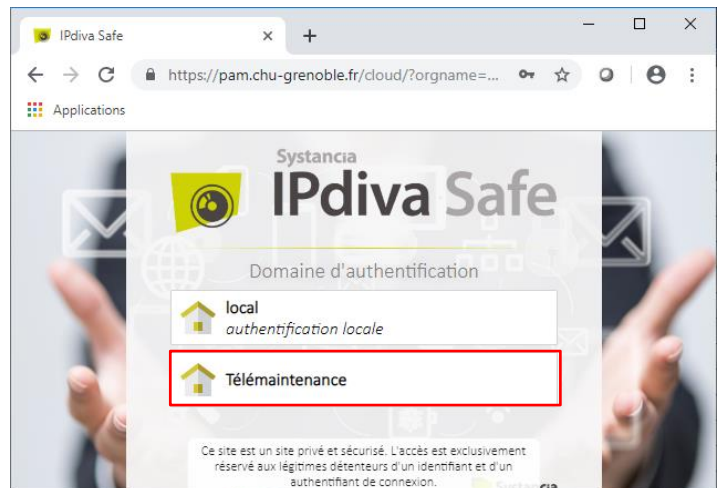 IPdiva Safe
https://pam.chu-grenoble.fr/cloud/?orgname=...
Applications
Systancia
IPdiva Safe
Domaine d'authentification
local
authentification locale
Télémaintenance
Ce site est un site privé et sécurisé. L'accès est exclusivement
réservé aux légitimes détenteurs d'un identifiant et d'un
authentifiant de connexion.
Systancia